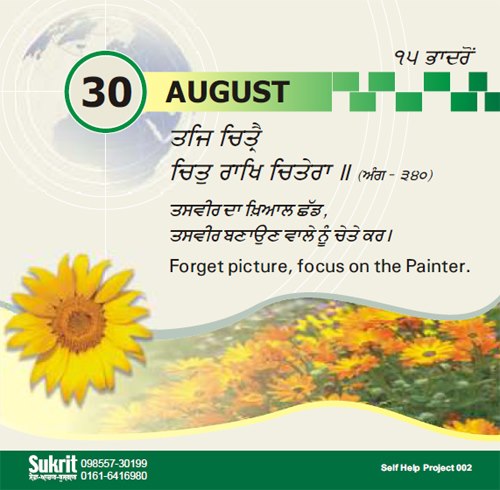 ੧੫ ਭਾਦਰੋਂ
30 AUGUST
ਤਜਿ ਚਿਤ੍ਰੈ
ਚਿਤੁ ਰਾਖਿ ਚਿਤੇਰਾ ॥ (ਅੰਗ - ੩੪੦)
ਤਸਵੀਰ ਦਾ ਖ਼ਿਆਲ ਛੱਡ,
ਤਸਵੀਰ ਬਣਾਉਣ ਵਾਲੇ ਨੂੰ ਚੇਤੇ ਕਰ।
Forget picture, focus on the Painter.
Sukrit 098557-30199
0161-6416980
Self Help Project 002